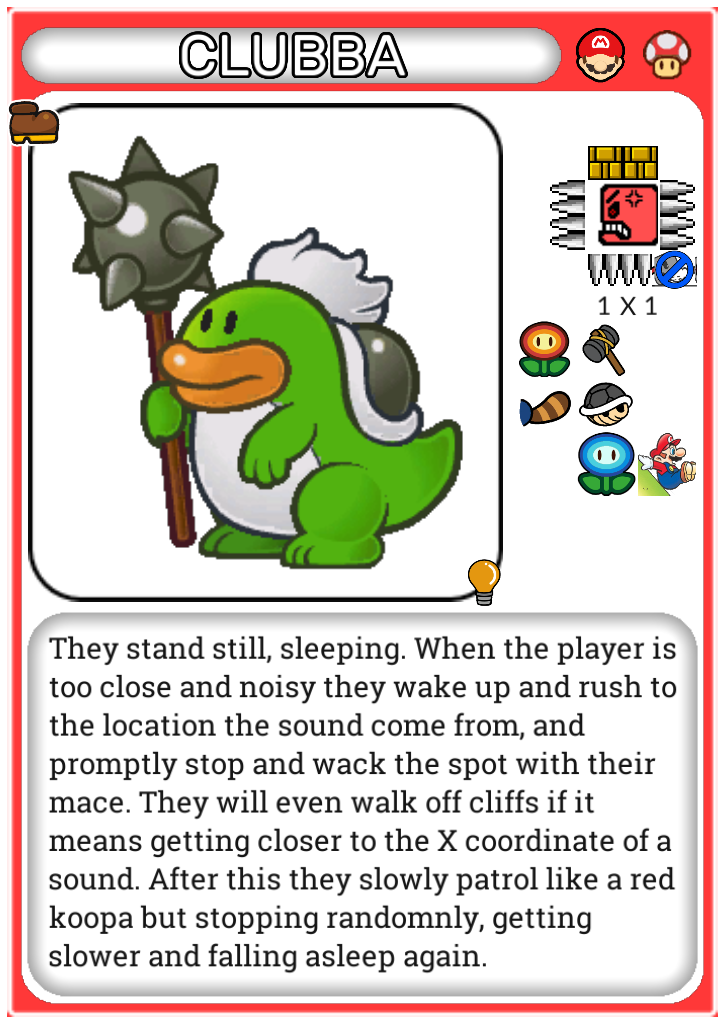 CLUBBA
1 X 1
They stand still, sleeping. When the player is
too close and noisy they wake up and rush to
the location the sound come from, and
promptly stop and wack the spot with their
mace. They will even walk off cliffs if it
means getting closer to the X coordinate of a
sound. After this they slowly patrol like a red
koopa but stopping randomnly, getting
slower and falling asleep again.